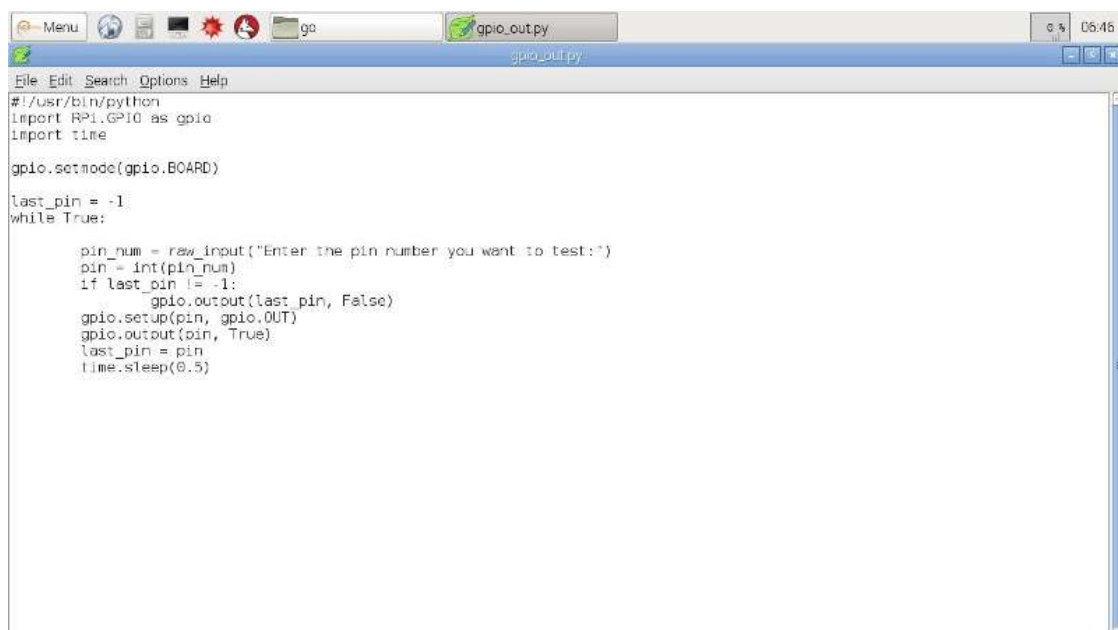 Menu go gpio_out.py 0 % 06:46
gpio_out.py
File Edit Search Options Help
#!/usr/bin/python
import RPi.GPIO as gpio
import time
gpio.setmode(gpio.BOARD)
last_pin = -1
while True:
pin_num = raw_input("Enter the pin number you want to test:")
pin = int(pin_num)
if last_pin != -1:
gpio.output(last_pin, False)
gpio.setup(pin, gpio.OUT)
gpio.output(pin, True)
last_pin = pin
time.sleep(0.5)